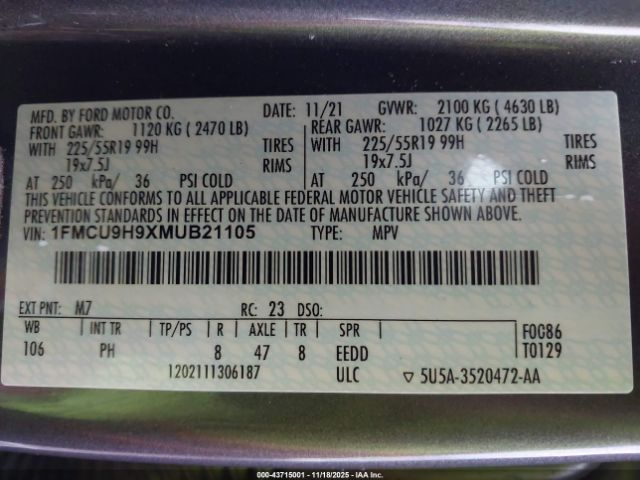 MFD. BY FORD MOTOR CO. DATE: 11/21 GVWR: 2100 KG ( 4630 LB)
FRONT GAWR: 1120 KG ( 2470 LB) REAR GAWR: 1027 KG ( 2265 LB)
WITH 225/55R19 99H TIRES WITH 225/55R19 99H TIRES
19x7.5J RIMS 19x7.5J RIMS
AT 250 kPa/ 36 PSI COLD AT 250 kPa/ 36 PSI COLD
THIS VEHICLE CONFORMS TO ALL APPLICABLE FEDERAL MOTOR VEHICLE SAFETY AND THEFT
PREVENTION STANDARDS IN EFFECT ON THE DATE OF MANUFACTURE SHOWN ABOVE.
VIN: 1FMCU9H9XMUB21105 TYPE: MPV
EXT PNT: M7 RC: 23 DSO:
WB INT TR TP/PS R AXLE TR SPR F0G86
106 PH 8 47 8 EEDD T0129
1202111306187 ULC ▽ 5U5A-3520472-AA
000-43715001 - 11/18/2025 - IAA Inc.